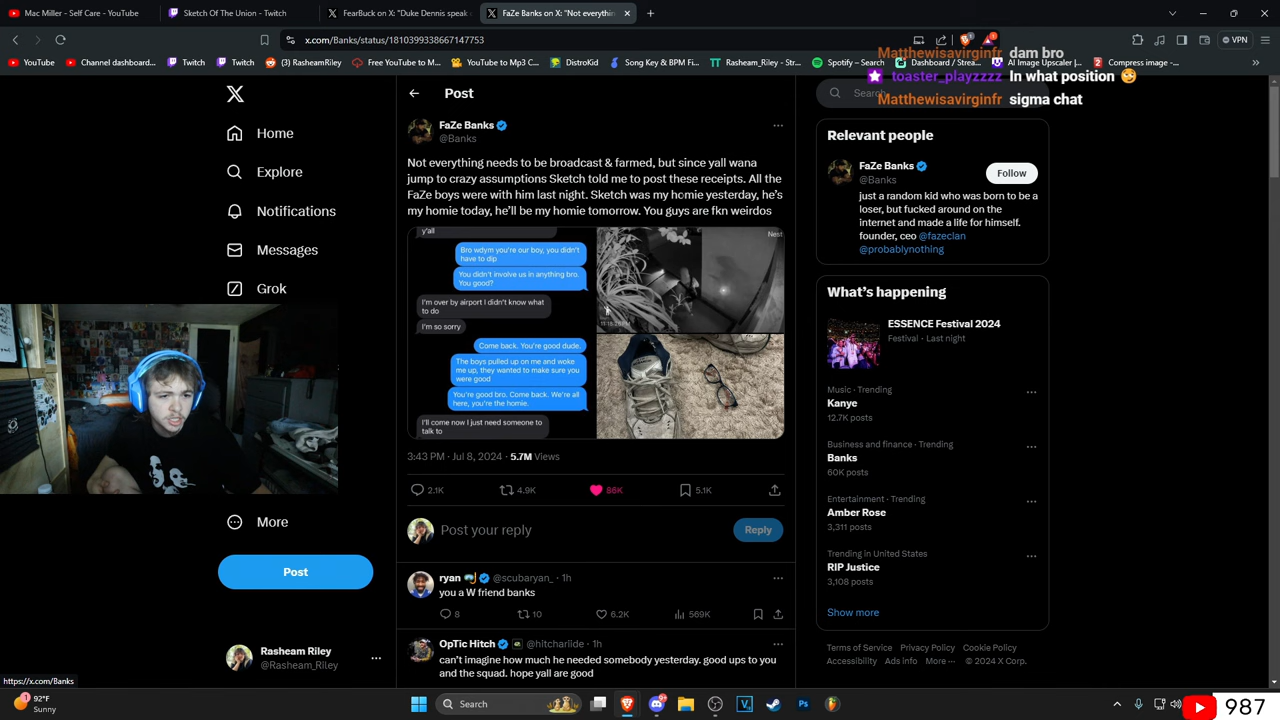 Mac Miller - Self Care - YouTube
Sketch Of The Union - Twitch
FearBuck on X: "Duke Dennis speak
FaZe Banks on X: "Not everythin
x.com/Banks/status/1810399338667147753
VPN
YouTube
Channel dashboard...
Twitch
Twitch
r/Rasheam
Free YouTube to M...
YouTube to Mp3 C...
DistroKid
Song Key & BPM Fi...
Rasheam_Riley - Str...
Spotify – Search
Dashboard / Strea...
AI Image Upscaler |...
Compress image -...
Matthewisavirginfr dam bro
toaster_playzzzz In what position
Matthewisavirginfr sigma chat
Home
Explore
Notifications
Messages
Grok
More
Post
Rasheam Riley
@Rasheam_Riley
Post
FaZe Banks
@Banks
Not everything needs to be broadcast & farmed, but since yall wana
jump to crazy assumptions Sketch told me to post these receipts. All the
FaZe boys were with him last night. Sketch was my homie yesterday, he's
my homie today, he'll be my homie tomorrow. You guys are fkn weirdos
y'all
Bro wdym you're our boy, you didn't
have to dip
You didn't involve us in anything bro.
You good?
I'm over by airport I didn't know what
to do
I'm so sorry
Come back. You're good dude.
The boys pulled up on me and woke
me up, they wanted to make sure you
were good
You're good bro. Come back. We're all
here, you're the homie.
I'll come now I just need someone to
talk to
Nest
3:43 PM · Jul 8, 2024 · 5.7M Views
2.1K
4.9K
86K
5.1K
Post your reply
Reply
ryan @scubaryan_ · 1h
you a W friend banks
8
10
6.2K
569K
OpTic Hitch @hitchariide · 1h
can't imagine how much he needed somebody yesterday. good ups to you
and the squad. hope yall are good
Search
Relevant people
FaZe Banks
@Banks
Follow
just a random kid who was born to be a
loser, but fucked around on the
internet and made a life for himself.
founder, ceo @fazeclan
@probablynothing
What's happening
ESSENCE Festival 2024
Festival · Last night
Music · Trending
Kanye
12.7K posts
Business and finance · Trending
Banks
60K posts
Entertainment · Trending
Amber Rose
3,311 posts
Trending in United States
RIP Justice
3,108 posts
Show more
Terms of Service
Privacy Policy
Cookie Policy
Accessibility
Ads info
More ···
© 2024 X Corp.
https://x.com/Banks
92°F
Sunny
Search
987